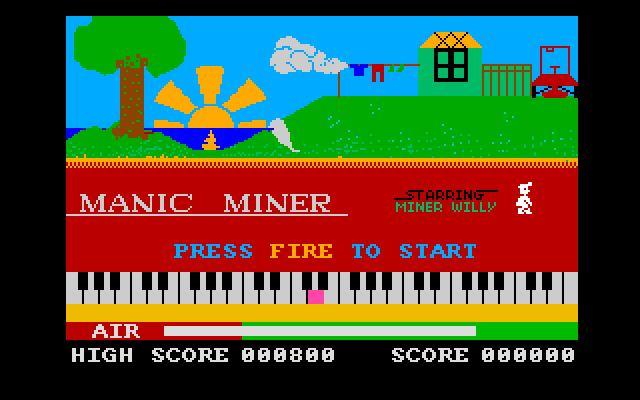 MANIC MINER
STARRING
MINER WILLY
PRESS FIRE TO START
AIR
HIGH SCORE 000800 SCORE 000000